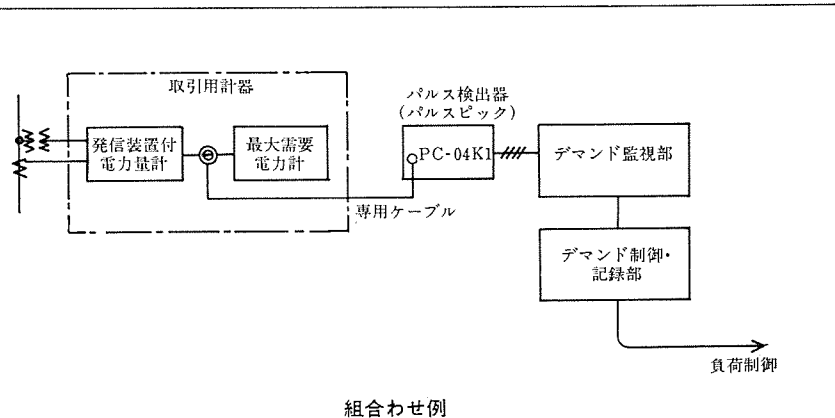 取引用計器
発信装置付
電力量計
最大需要
電力計
パルス検出器
(パルスピック)
PC-04K1
専用ケーブル
デマンド監視部
デマンド制御・
記録部
負荷制御
組合わせ例